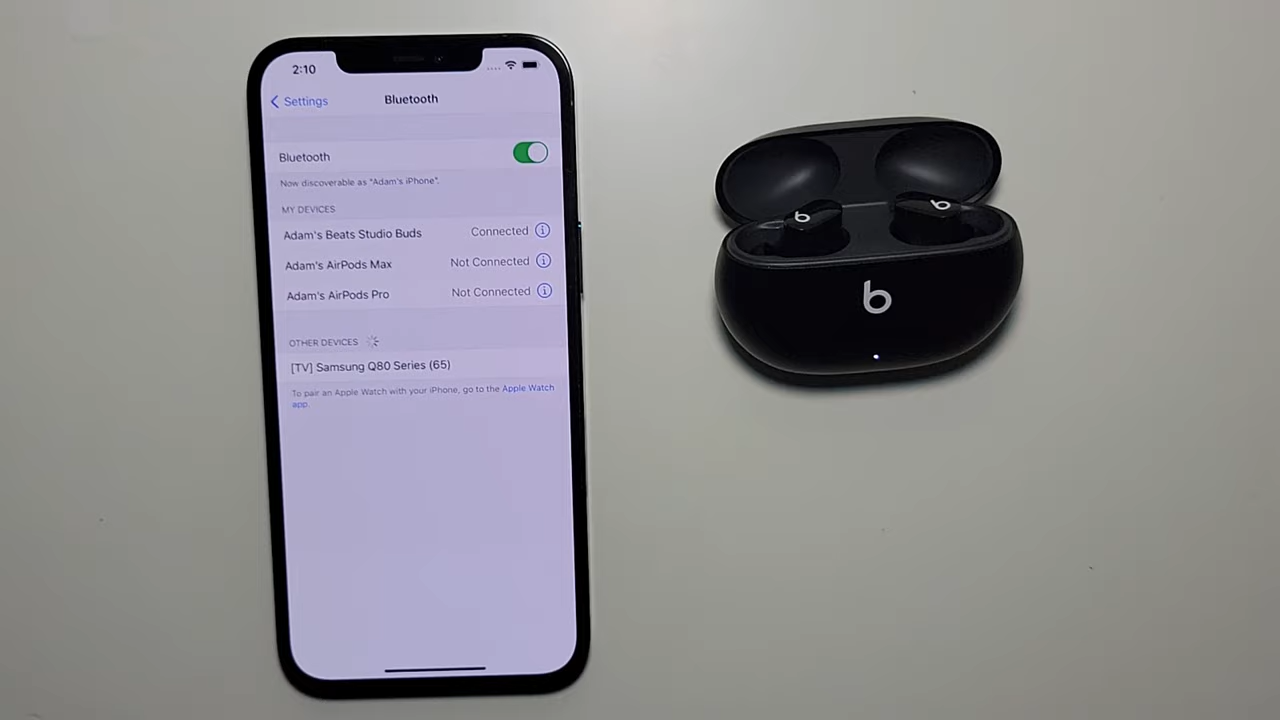 2:10
Settings
Bluetooth
Bluetooth
Now discoverable as "Adam's iPhone".
MY DEVICES
Adam's Beats Studio Buds Connected
Adam's AirPods Max Not Connected
Adam's AirPods Pro Not Connected
OTHER DEVICES
[TV] Samsung Q80 Series (65)
To pair an Apple Watch with your iPhone, go to the Apple Watch
app.
b
b
b